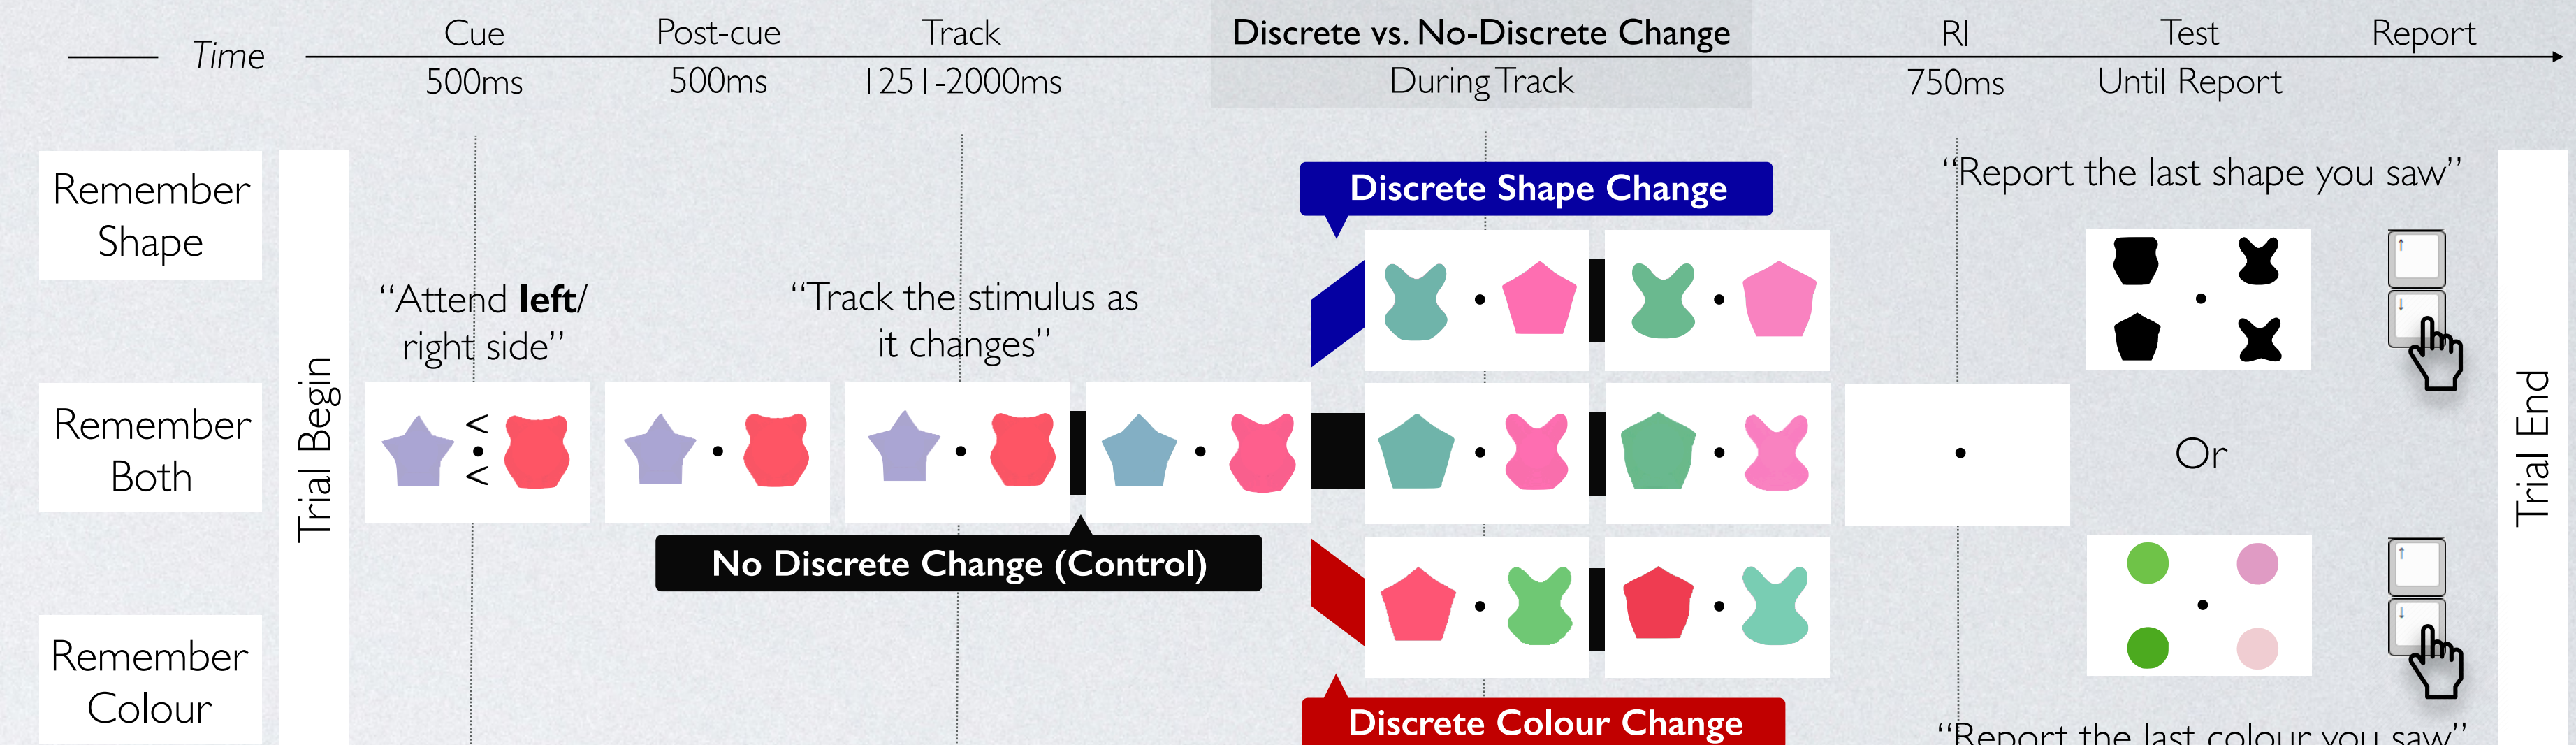 Time
Cue
Post-cue
Track
Discrete vs. No-Discrete Change
RI
Test
Report
500ms
500ms
1251-2000ms
During Track
750ms
Until Report
Remember
Shape
Remember
Both
Remember
Colour
Trial Begin
“Attend left/
right side”
<
<
“Track the stimulus as
it changes”
No Discrete Change (Control)
Discrete Shape Change
Discrete Colour Change
“Report the last shape you saw”
↑
↓
Or
↑
↓
“Report the last colour you saw”
Trial End